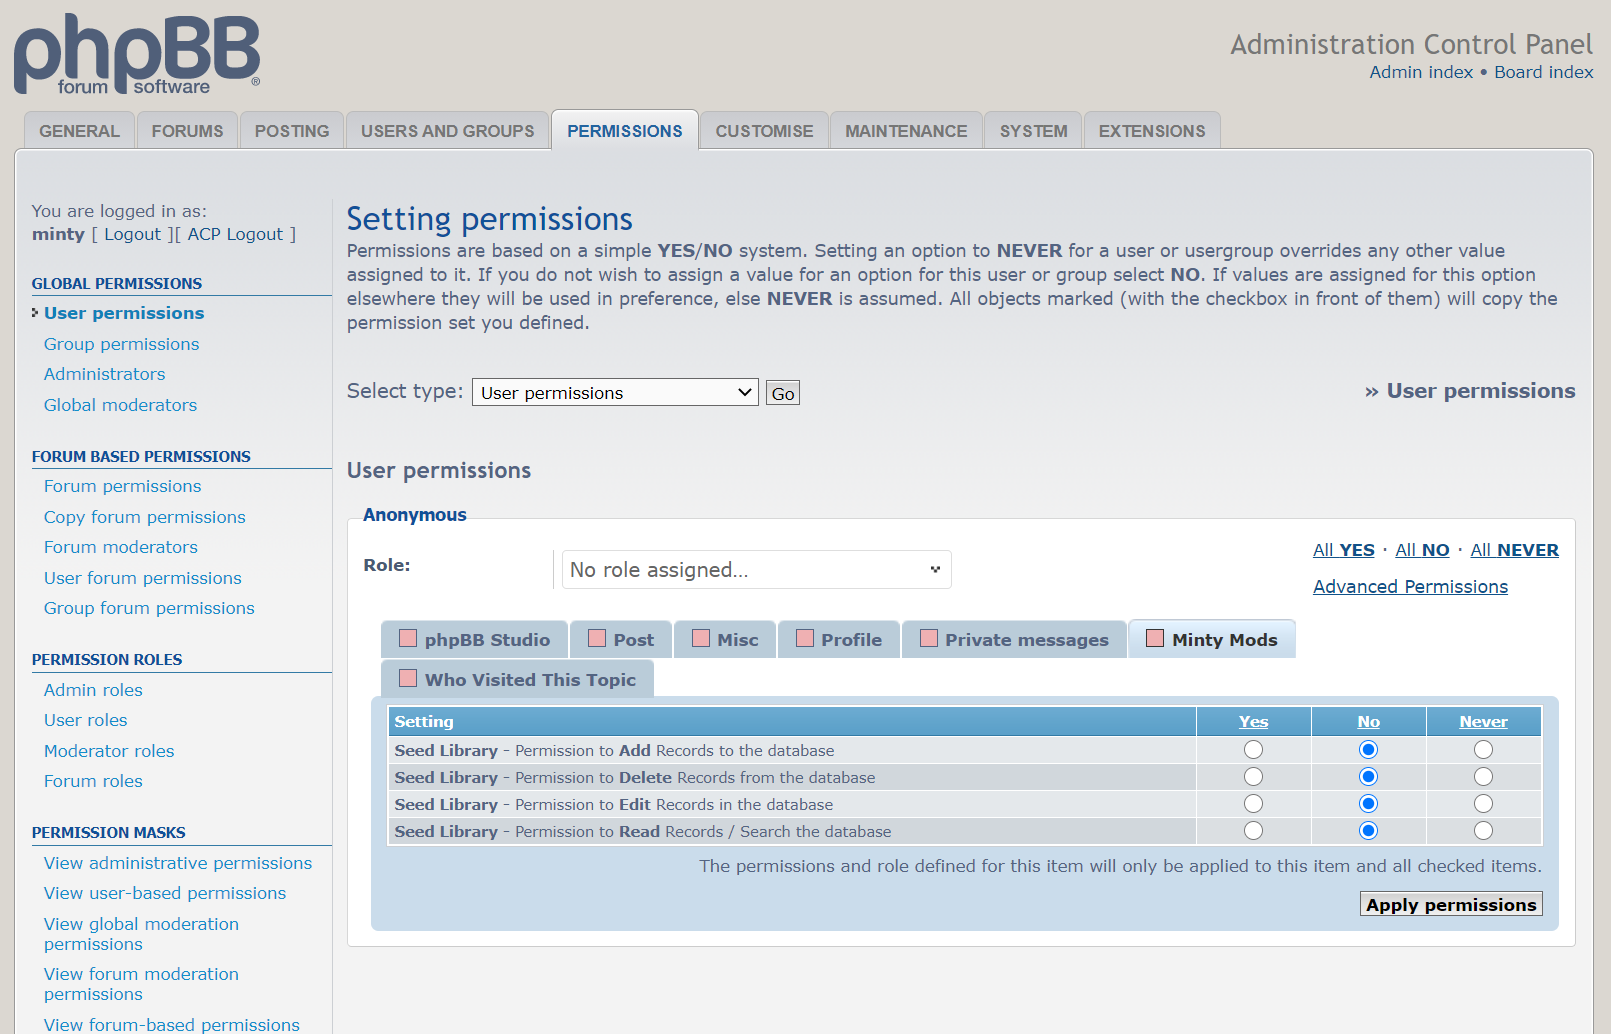 phpBB
forum software ®
Administration Control Panel
Admin index • Board index
GENERAL
FORUMS
POSTING
USERS AND GROUPS
PERMISSIONS
CUSTOMISE
MAINTENANCE
SYSTEM
EXTENSIONS
You are logged in as:
minty [ Logout ][ ACP Logout ]
GLOBAL PERMISSIONS
User permissions
Group permissions
Administrators
Global moderators
FORUM BASED PERMISSIONS
Forum permissions
Copy forum permissions
Forum moderators
User forum permissions
Group forum permissions
PERMISSION ROLES
Admin roles
User roles
Moderator roles
Forum roles
PERMISSION MASKS
View administrative permissions
View user-based permissions
View global moderation
permissions
View forum moderation
permissions
View forum-based permissions
Setting permissions
Permissions are based on a simple YES/NO system. Setting an option to NEVER for a user or usergroup overrides any other value
assigned to it. If you do not wish to assign a value for an option for this user or group select NO. If values are assigned for this option
elsewhere they will be used in preference, else NEVER is assumed. All objects marked (with the checkbox in front of them) will copy the
permission set you defined.
Select type: User permissions Go
» User permissions
User permissions
Anonymous
Role: No role assigned...
All YES · All NO · All NEVER
Advanced Permissions
phpBB Studio
Post
Misc
Profile
Private messages
Minty Mods
Who Visited This Topic
Setting Yes No Never
Seed Library - Permission to Add Records to the database
Seed Library - Permission to Delete Records from the database
Seed Library - Permission to Edit Records in the database
Seed Library - Permission to Read Records / Search the database
The permissions and role defined for this item will only be applied to this item and all checked items.
Apply permissions